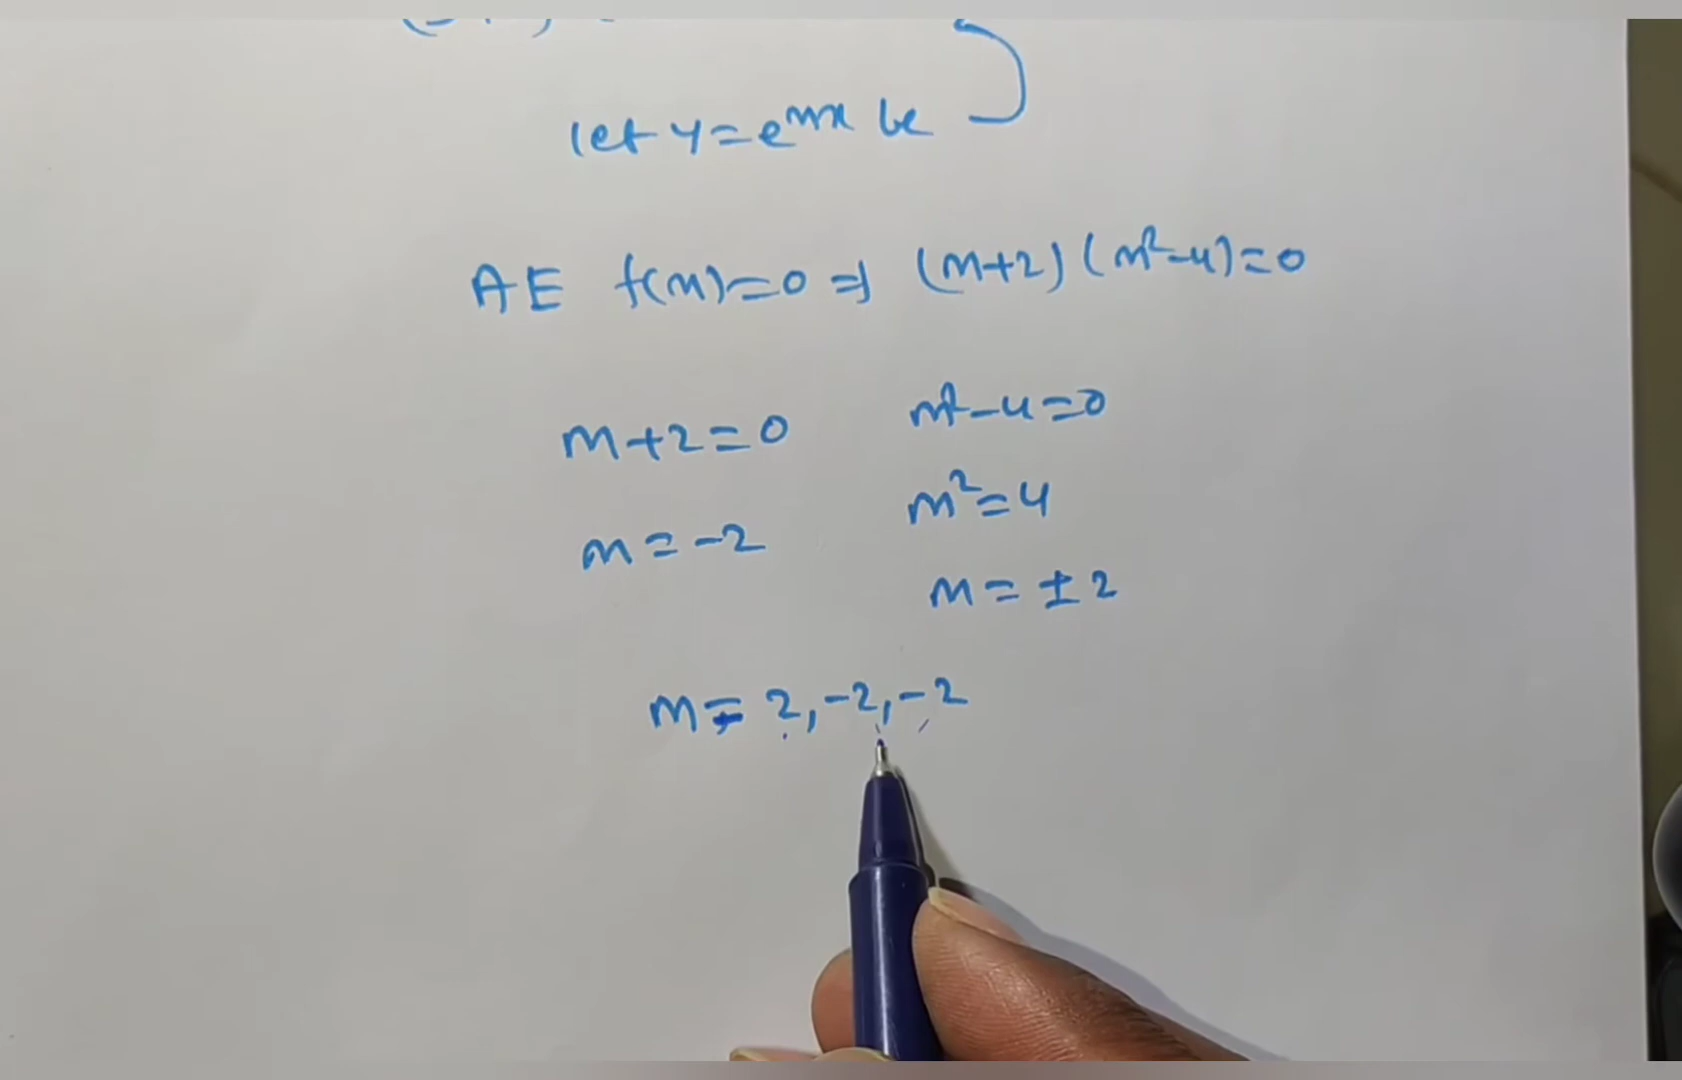 let y=e^mx be
AE f(m)=0 ⇒ (m+2)(m²-4)=0
m+2=0 m²-4=0
m=-2 m²=4
m=±2
m= 2,-2,-2